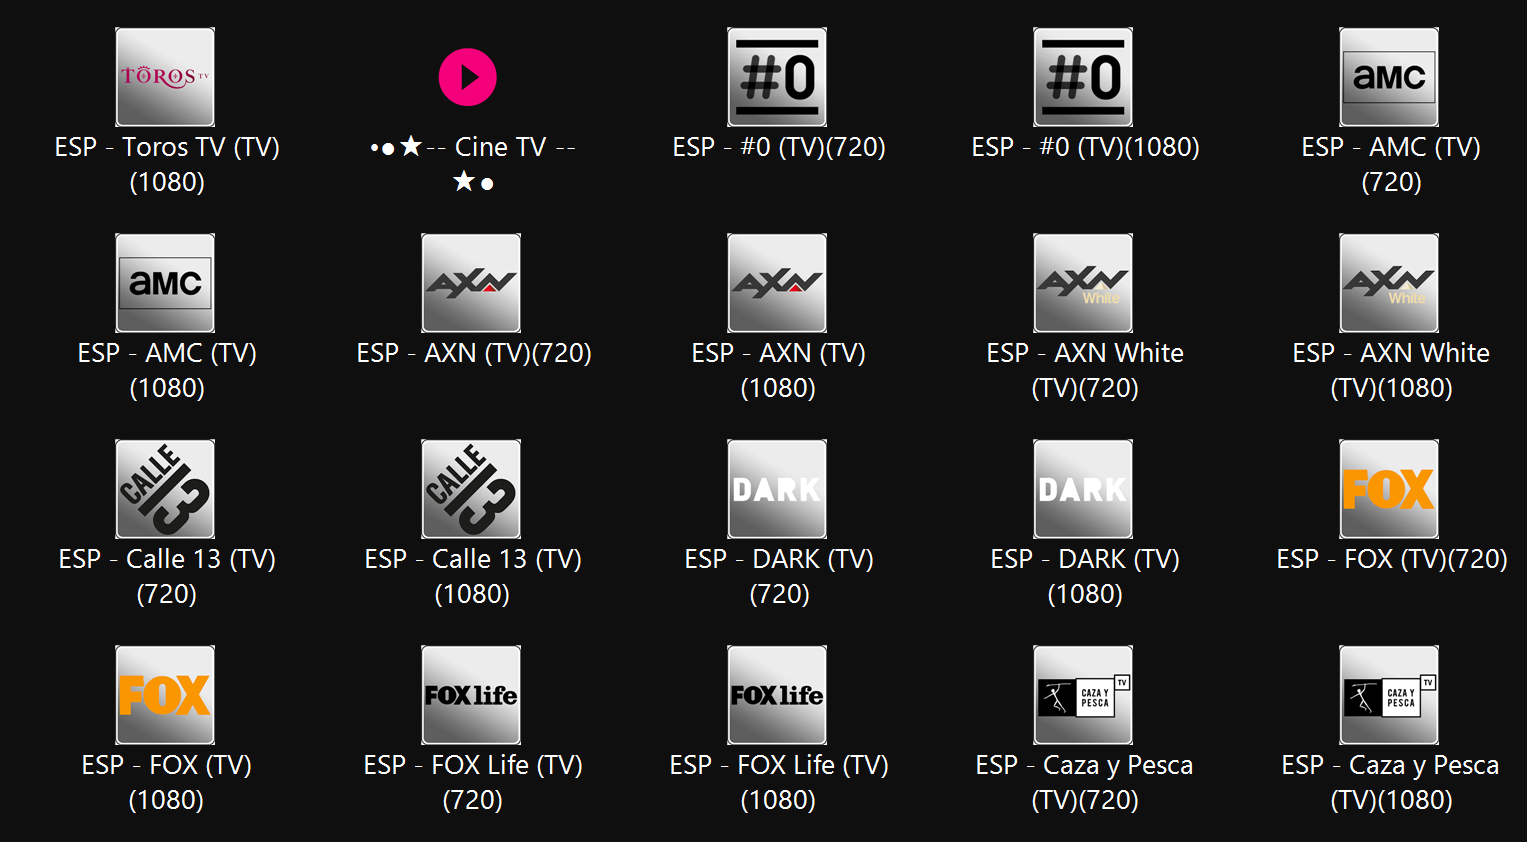 TOROS TV
#0
#0
aMC
ESP - Toros TV (TV)
(1080)
•●★-- Cine TV --
★●
ESP - #0 (TV)(720)
ESP - #0 (TV)(1080)
ESP - AMC (TV)
(720)
aMC
AXN
AXN
AXN
White
AXN
White
ESP - AMC (TV)
(1080)
ESP - AXN (TV)(720)
ESP - AXN (TV)
(1080)
ESP - AXN White
(TV)(720)
ESP - AXN White
(TV)(1080)
CALLE
13
CALLE
13
DARK
DARK
FOX
ESP - Calle 13 (TV)
(720)
ESP - Calle 13 (TV)
(1080)
ESP - DARK (TV)
(720)
ESP - DARK (TV)
(1080)
ESP - FOX (TV)(720)
FOX
FOXlife
FOXlife
TV
CAZA Y
PESCA
TV
CAZA Y
PESCA
ESP - FOX (TV)
(1080)
ESP - FOX Life (TV)
(720)
ESP - FOX Life (TV)
(1080)
ESP - Caza y Pesca
(TV)(720)
ESP - Caza y Pesca
(TV)(1080)